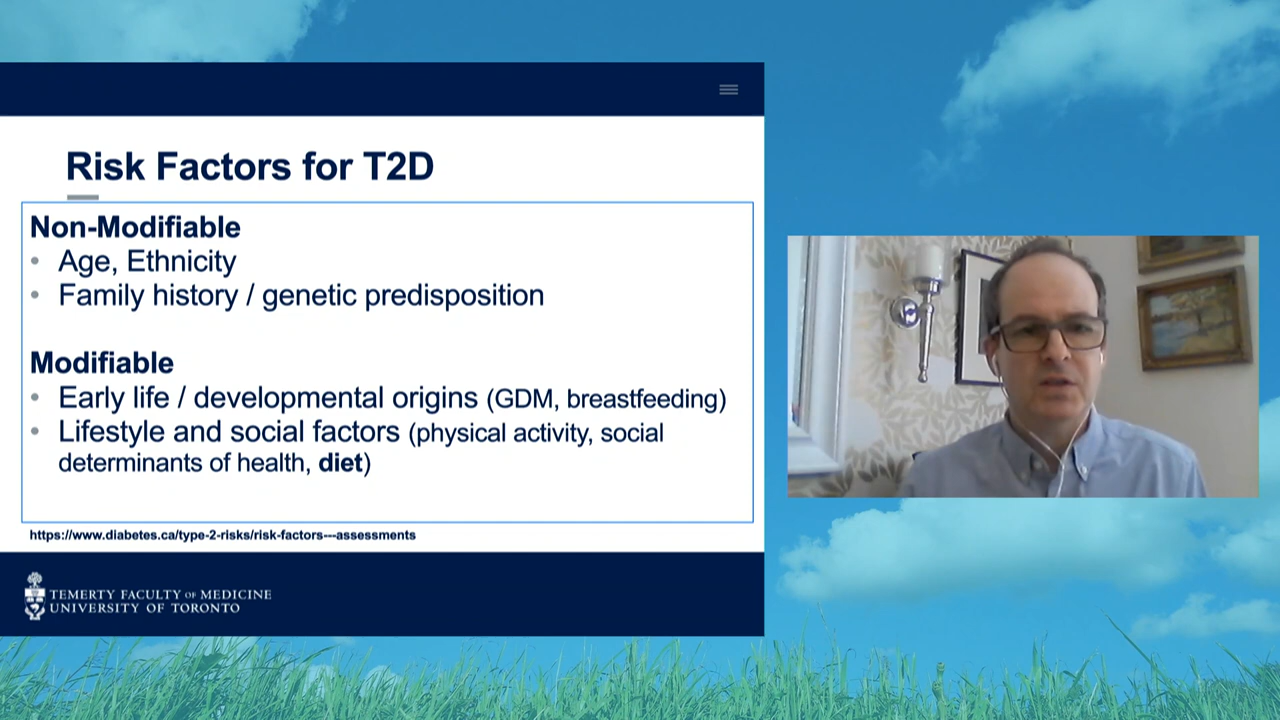 Risk Factors for T2D
Non-Modifiable
• Age, Ethnicity
• Family history / genetic predisposition
Modifiable
• Early life / developmental origins (GDM, breastfeeding)
• Lifestyle and social factors (physical activity, social
determinants of health, diet)
https://www.diabetes.ca/type-2-risks/risk-factors---assessments
TEMERTY FACULTY OF MEDICINE
UNIVERSITY OF TORONTO